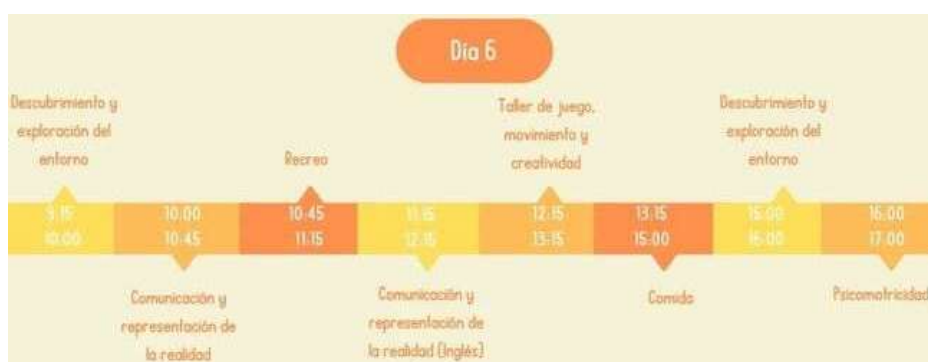 Día 6
Descubrimiento y
exploración del
entorno
Recreo
Taller de juego,
movimiento y
creatividad
Descubrimiento y
exploración del
entorno
9:15
10:00
10:00
10:45
10:45
11:15
11:15
12:15
12:15
13:15
13:15
15:00
15:00
16:00
16:00
17:00
Comunicación y
representación de
la realidad
Comunicación y
representación de
la realidad (Inglés)
Comida
Psicomotricidad